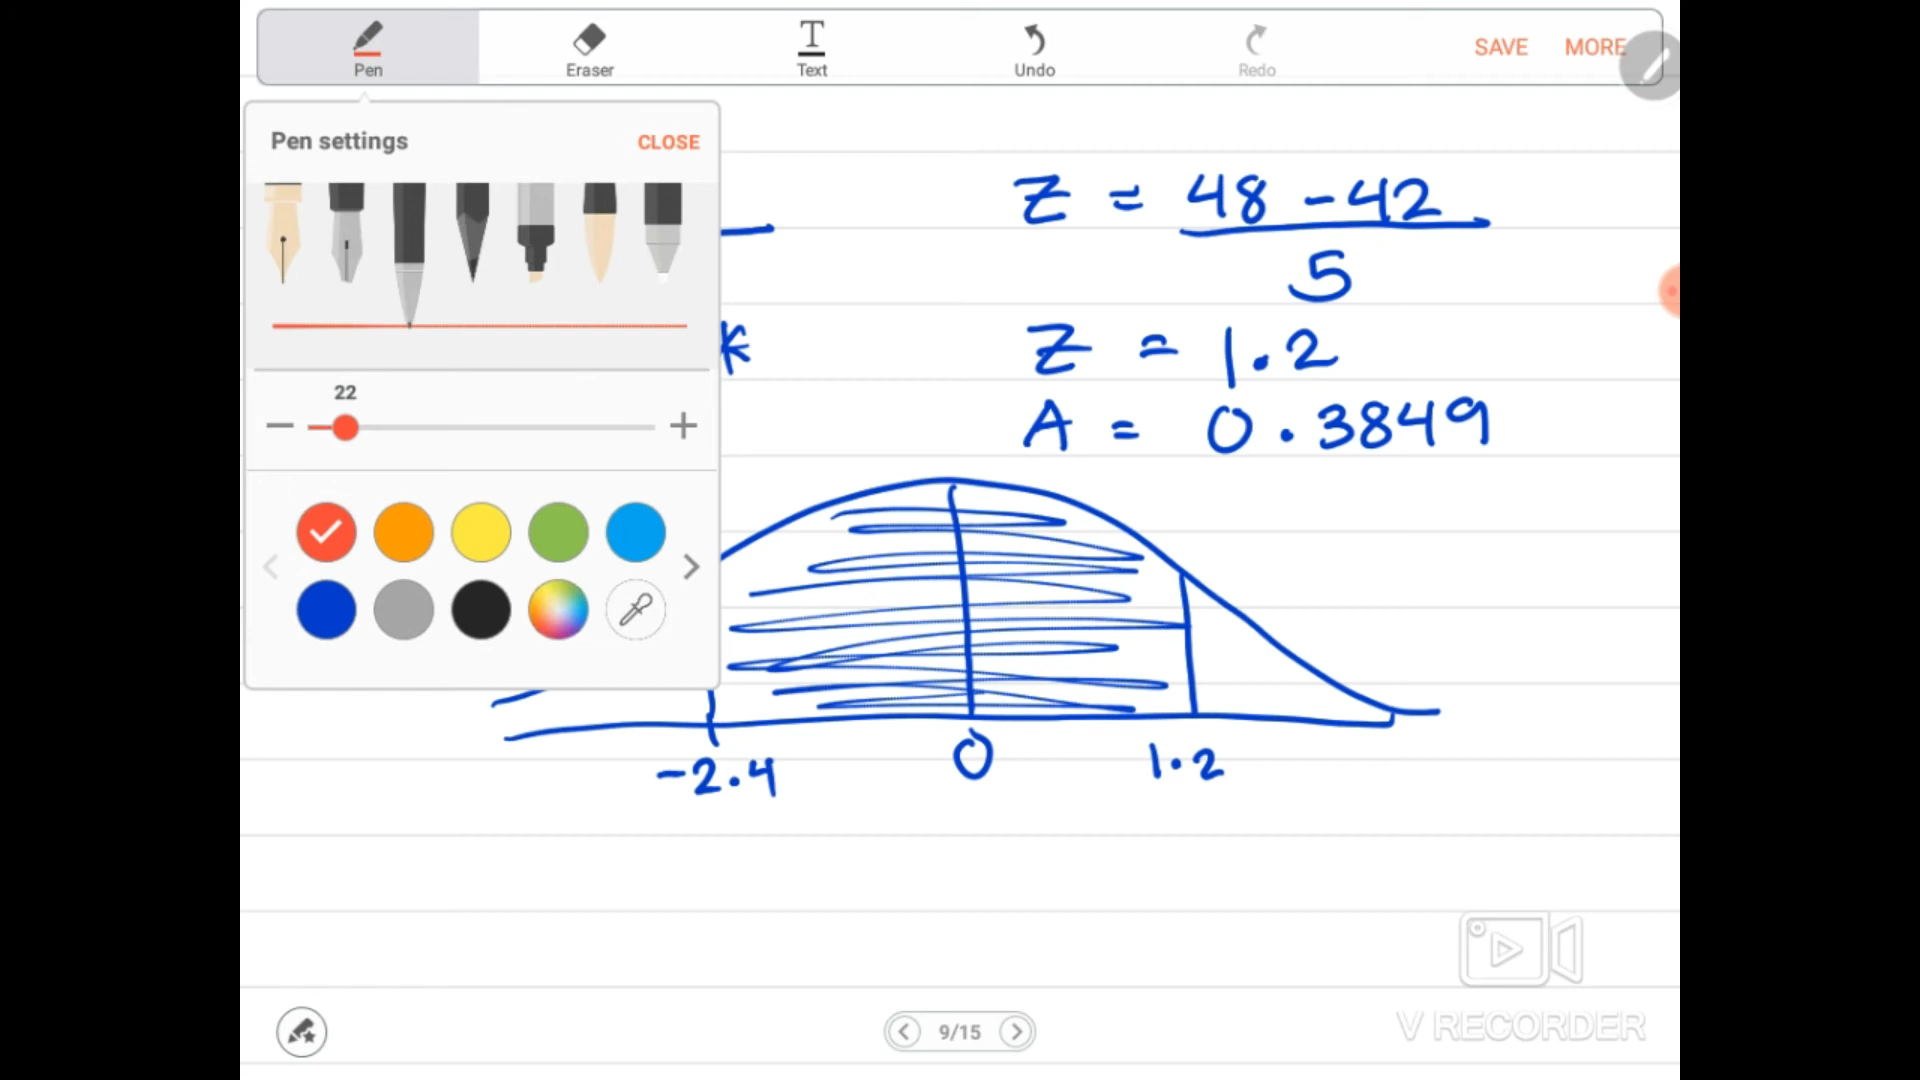 Pen Eraser Text Undo Redo SAVE MORE
Pen settings CLOSE
22
Z = 48 - 42
5
Z = 1.2
A = 0.3849
-2.4 0 1.2
9/15
V RECORDER